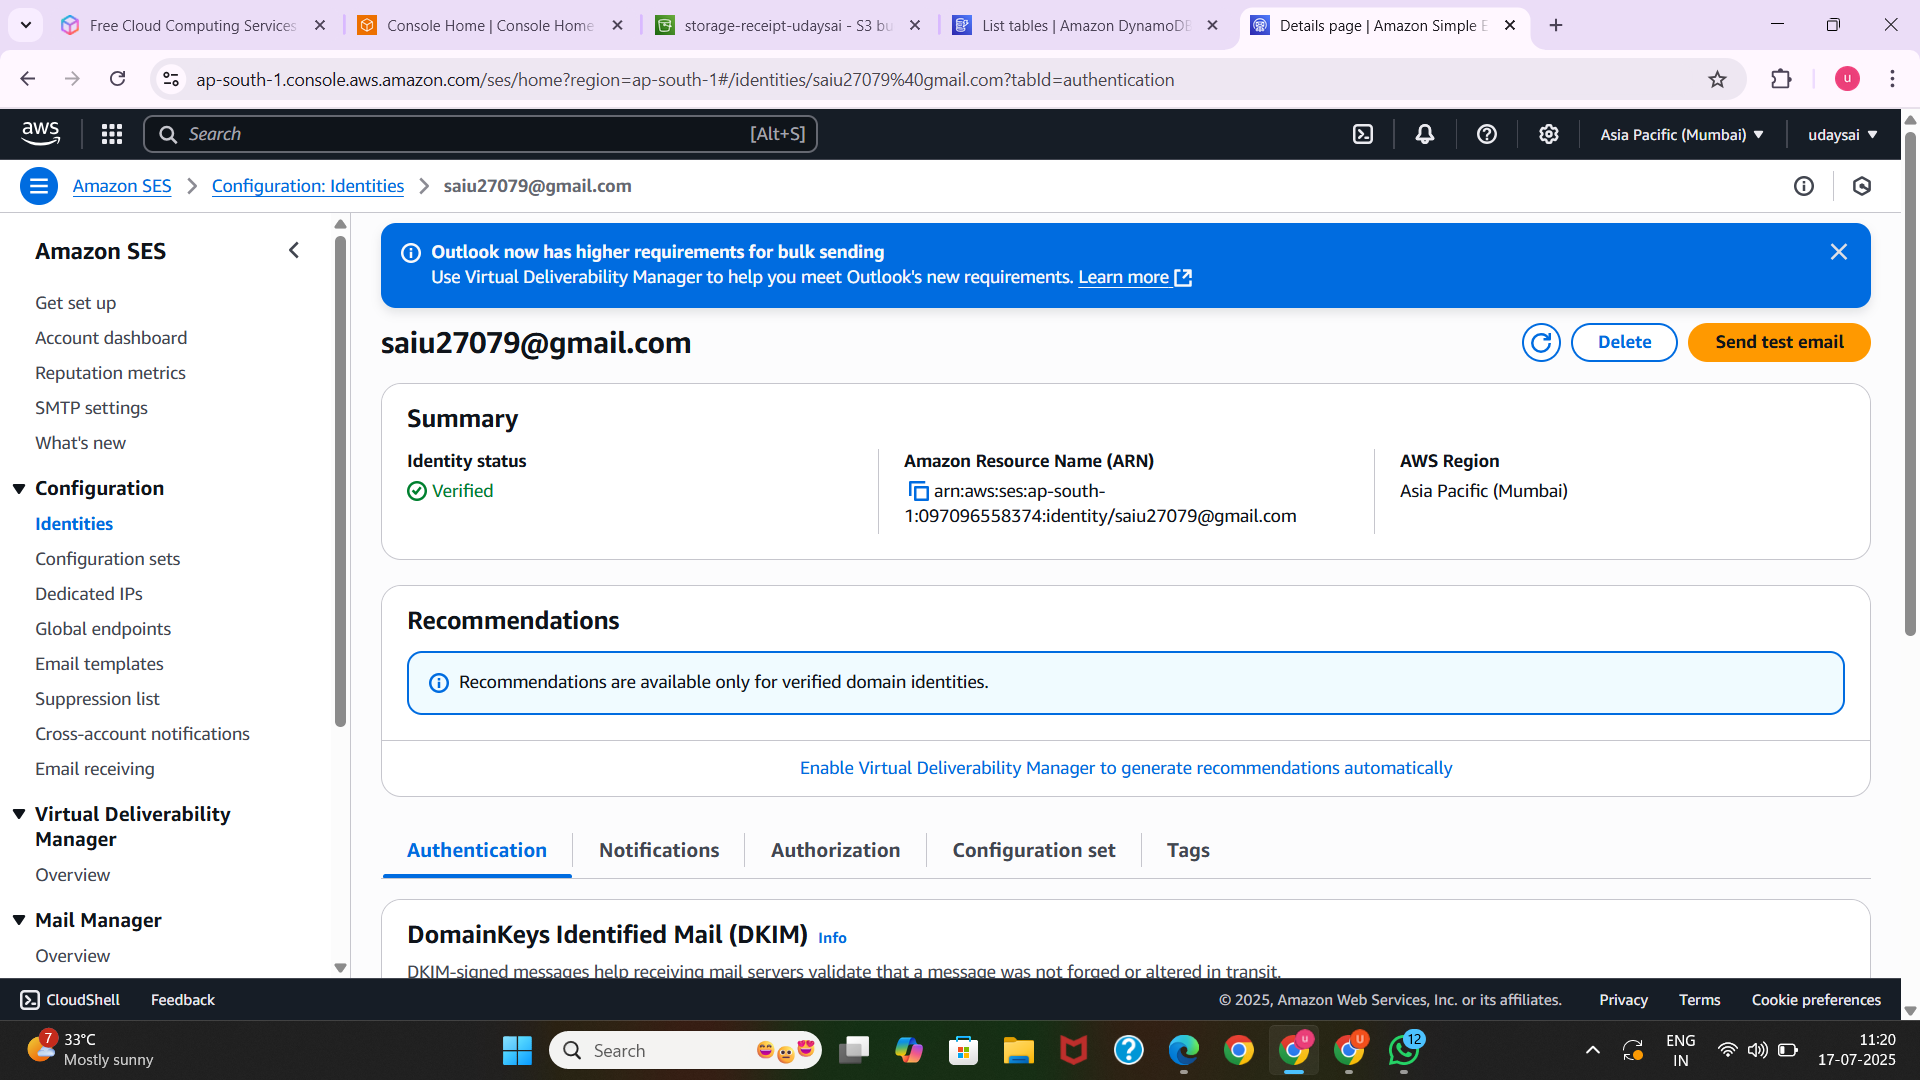 Free Cloud Computing Services
Console Home | Console Home
storage-receipt-udaysai - S3 bu
List tables | Amazon DynamoDB
Details page | Amazon Simple E
ap-south-1.console.aws.amazon.com/ses/home?region=ap-south-1#/identities/saiu27079%40gmail.com?tabId=authentication
u
aws
Search
[Alt+S]
Asia Pacific (Mumbai)
udaysai
Amazon SES
Configuration: Identities
saiu27079@gmail.com
Amazon SES
Get set up
Account dashboard
Reputation metrics
SMTP settings
What's new
Configuration
Identities
Configuration sets
Dedicated IPs
Global endpoints
Email templates
Suppression list
Cross-account notifications
Email receiving
Virtual Deliverability
Manager
Overview
Mail Manager
Overview
Outlook now has higher requirements for bulk sending
Use Virtual Deliverability Manager to help you meet Outlook's new requirements. Learn more
saiu27079@gmail.com
Delete
Send test email
Summary
Identity status
Verified
Amazon Resource Name (ARN)
arn:aws:ses:ap-south-
1:097096558374:identity/saiu27079@gmail.com
AWS Region
Asia Pacific (Mumbai)
Recommendations
Recommendations are available only for verified domain identities.
Enable Virtual Deliverability Manager to generate recommendations automatically
Authentication
Notifications
Authorization
Configuration set
Tags
DomainKeys Identified Mail (DKIM) Info
DKIM-signed messages help receiving mail servers validate that a message was not forged or altered in transit.
CloudShell
Feedback
© 2025, Amazon Web Services, Inc. or its affiliates.
Privacy
Terms
Cookie preferences
7
33°C
Mostly sunny
Search
u
U
12
ENG
IN
11:20
17-07-2025